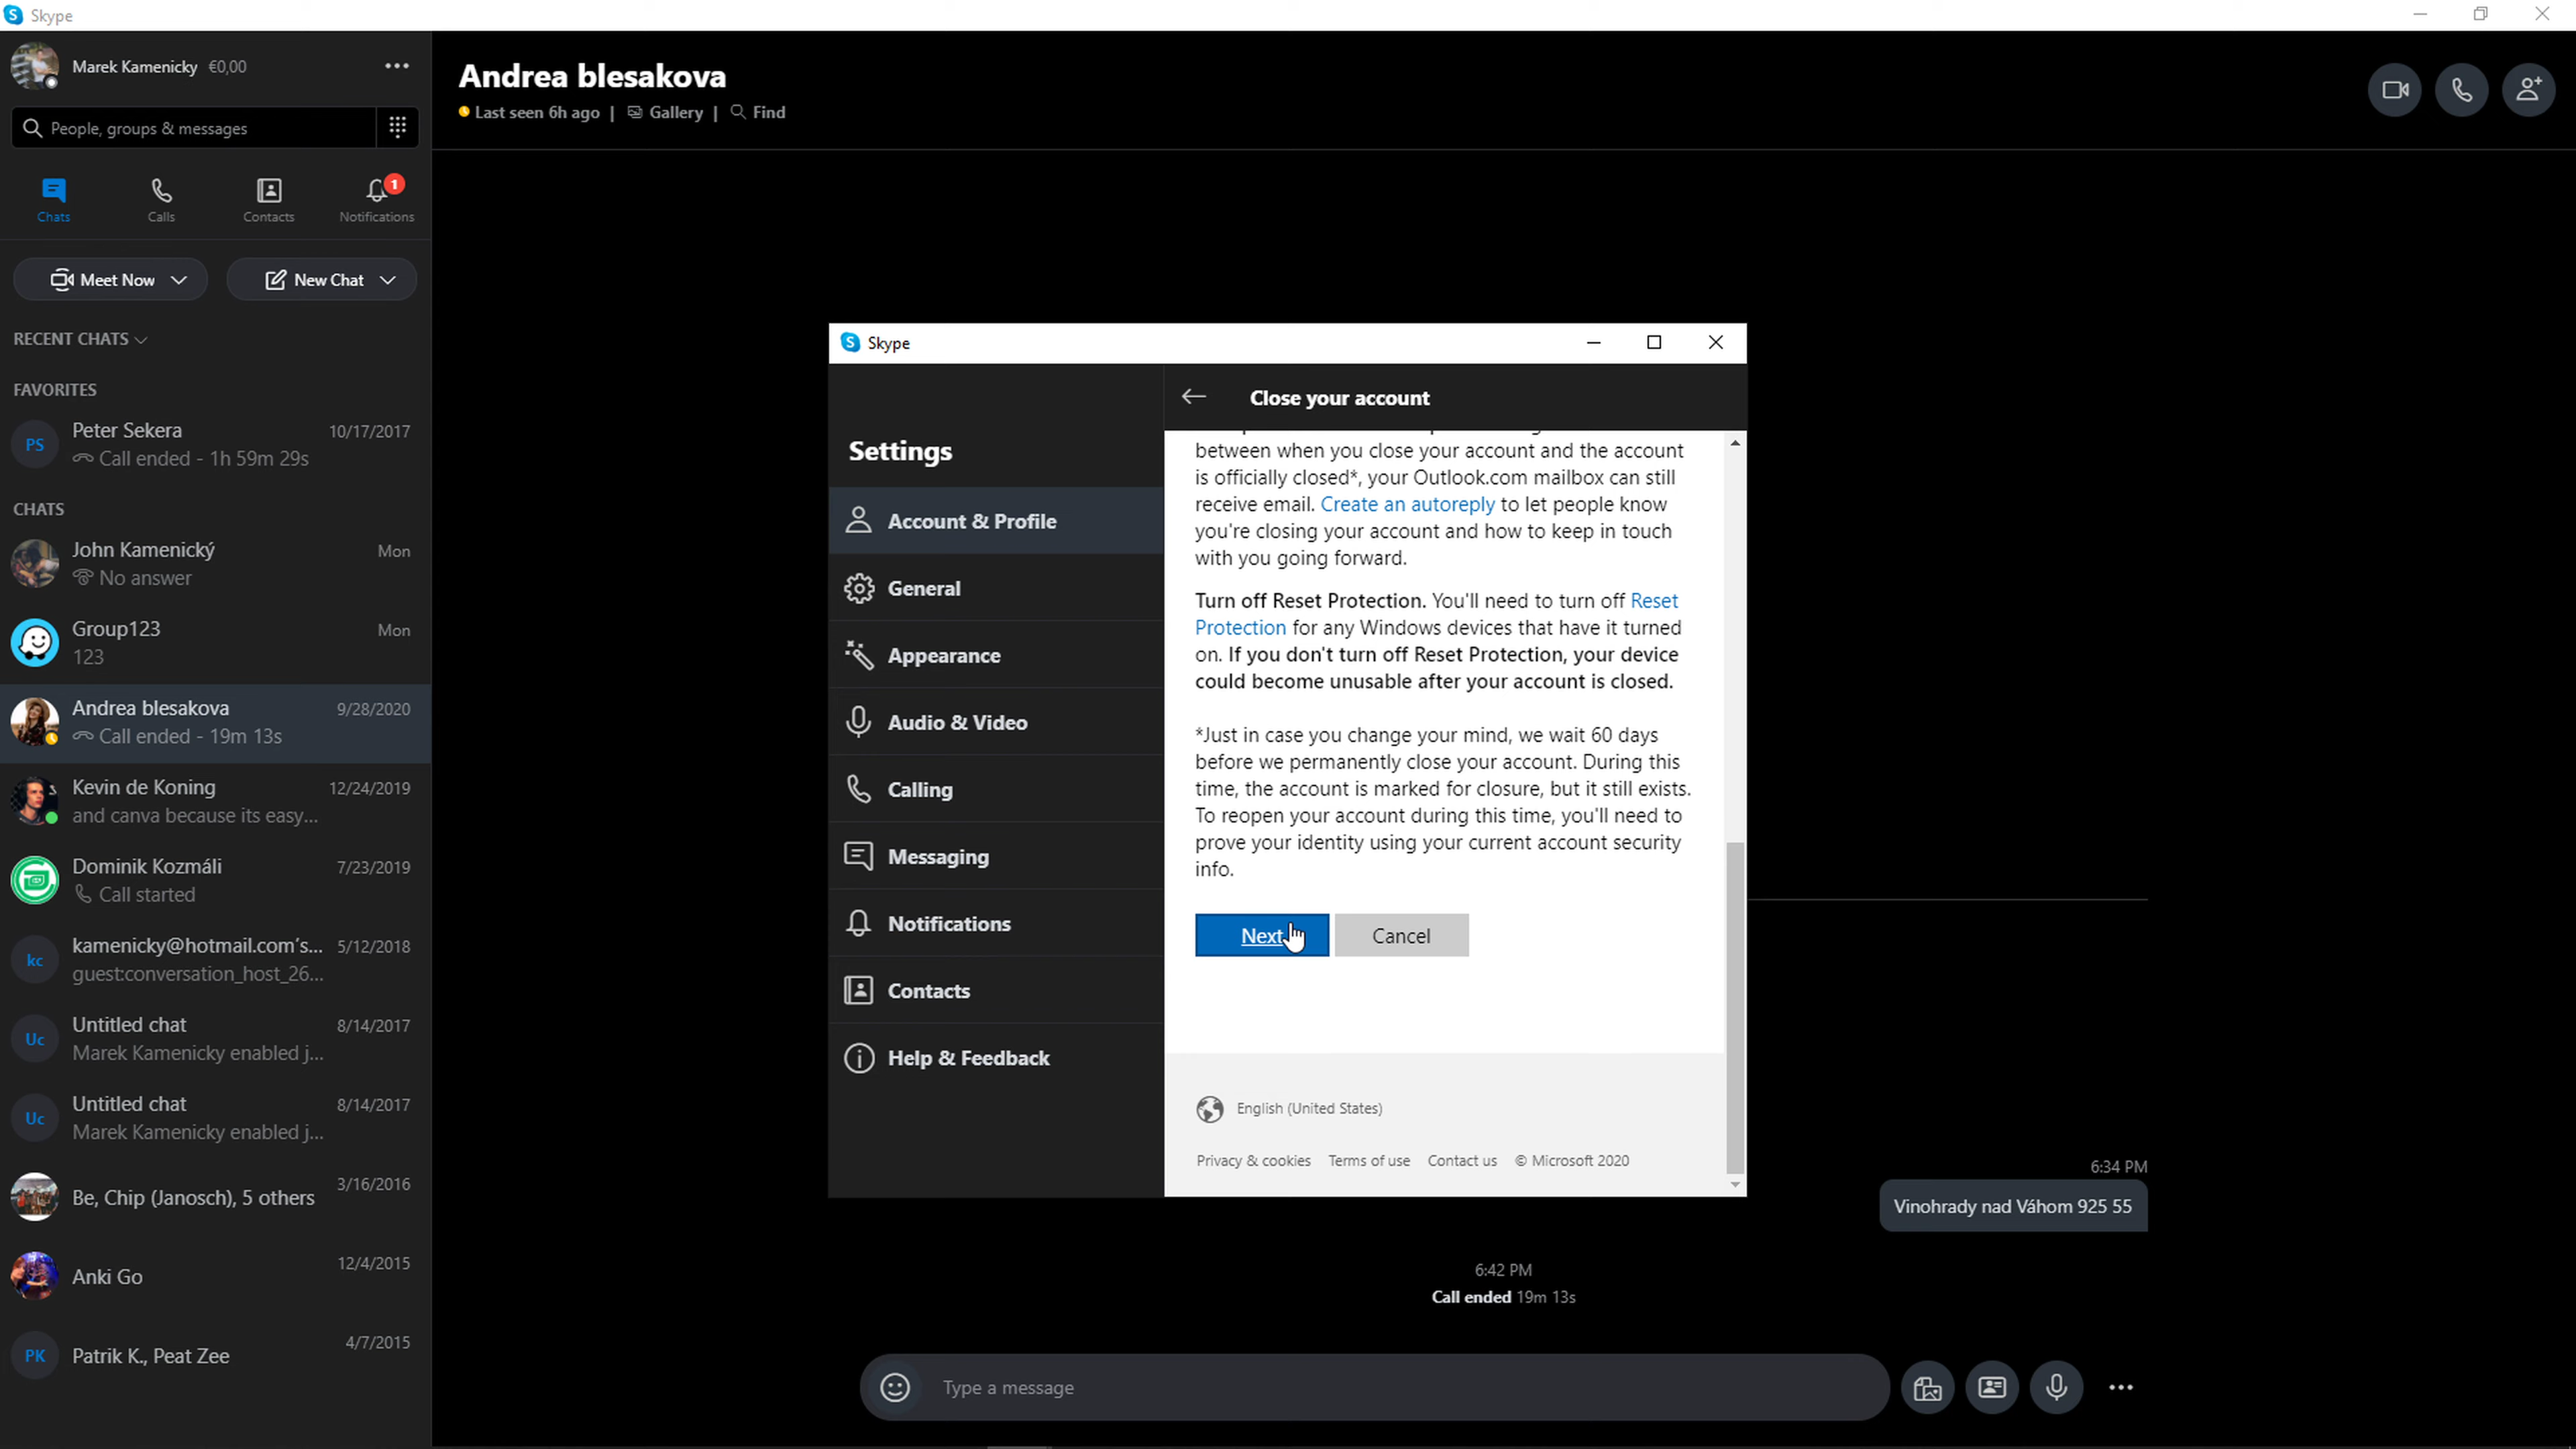 Skype
Marek Kamenicky €0,00
People, groups & messages
Chats
Calls
Contacts
1
Notifications
Meet Now
New Chat
RECENT CHATS
FAVORITES
PS
Peter Sekera 10/17/2017
Call ended - 1h 59m 29s
CHATS
John Kamenický Mon
No answer
Group123 Mon
123
Andrea blesakova 9/28/2020
Call ended - 19m 13s
Kevin de Koning 12/24/2019
and canva because its easy...
Dominik Kozmáli 7/23/2019
Call started
kc
kamenicky@hotmail.com's... 5/12/2018
guest:conversation_host_26...
Uc
Untitled chat 8/14/2017
Marek Kamenicky enabled j...
Uc
Untitled chat 8/14/2017
Marek Kamenicky enabled j...
Be, Chip (Janosch), 5 others 3/16/2016
Anki Go 12/4/2015
PK
Patrik K., Peat Zee 4/7/2015
Andrea blesakova
Last seen 6h ago | Gallery | Find
Skype
Settings
Account & Profile
General
Appearance
Audio & Video
Calling
Messaging
Notifications
Contacts
Help & Feedback
Close your account
between when you close your account and the account
is officially closed*, your Outlook.com mailbox can still
receive email. Create an autoreply to let people know
you're closing your account and how to keep in touch
with you going forward.
Turn off Reset Protection. You'll need to turn off Reset
Protection for any Windows devices that have it turned
on. If you don't turn off Reset Protection, your device
could become unusable after your account is closed.
*Just in case you change your mind, we wait 60 days
before we permanently close your account. During this
time, the account is marked for closure, but it still exists.
To reopen your account during this time, you'll need to
prove your identity using your current account security
info.
Next
Cancel
English (United States)
Privacy & cookies Terms of use Contact us © Microsoft 2020
6:34 PM
Vinohrady nad Váhom 925 55
6:42 PM
Call ended 19m 13s
Type a message